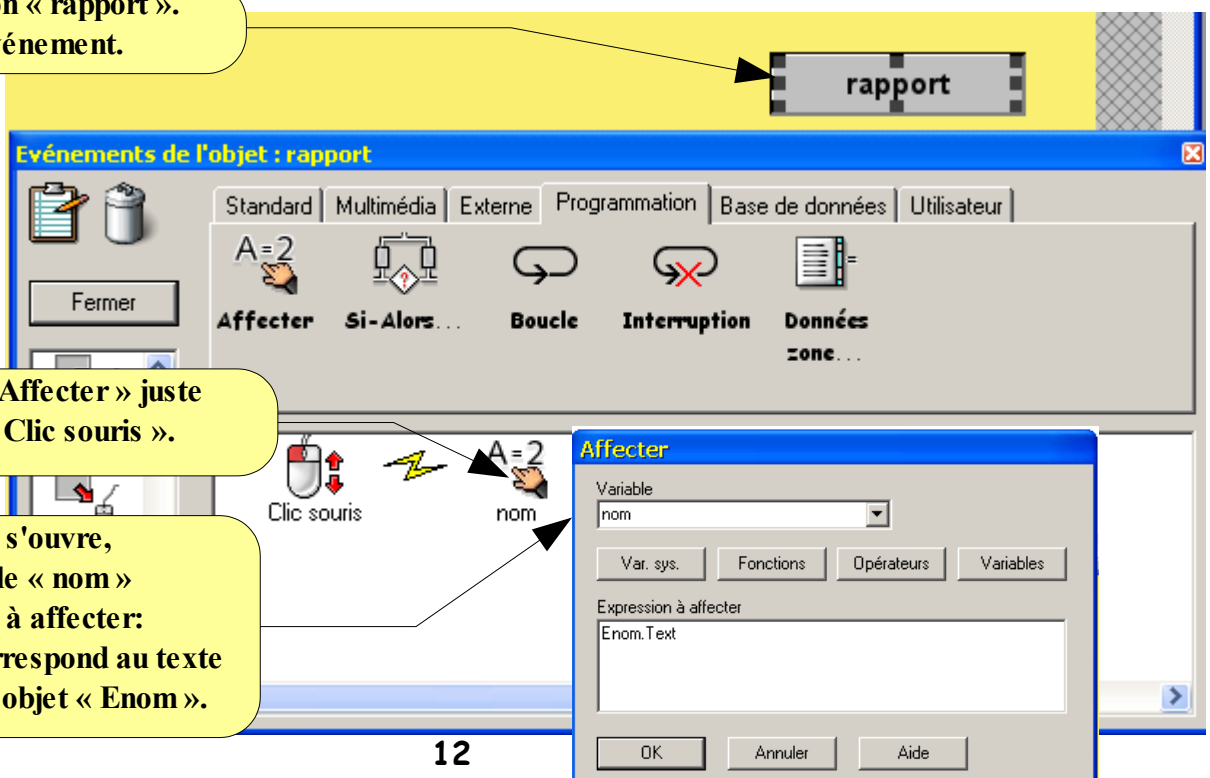 on « rapport ».
vénement.
rapport
Evénements de l'objet : rapport
Standard Multimédia Externe Programmation Base de données Utilisateur
A=2
?
=
Fermer
Affecter Si-Alors... Boucle Interruption Données
zone...
Affecter » juste
Clic souris ».
A=2
Clic souris nom
s'ouvre,
le « nom »
à affecter:
rrespond au texte
objet « Enom ».
Affecter
Variable
nom
Var. sys. Fonctions Opérateurs Variables
Expression à affecter
Enom.Text
OK Annuler Aide
12